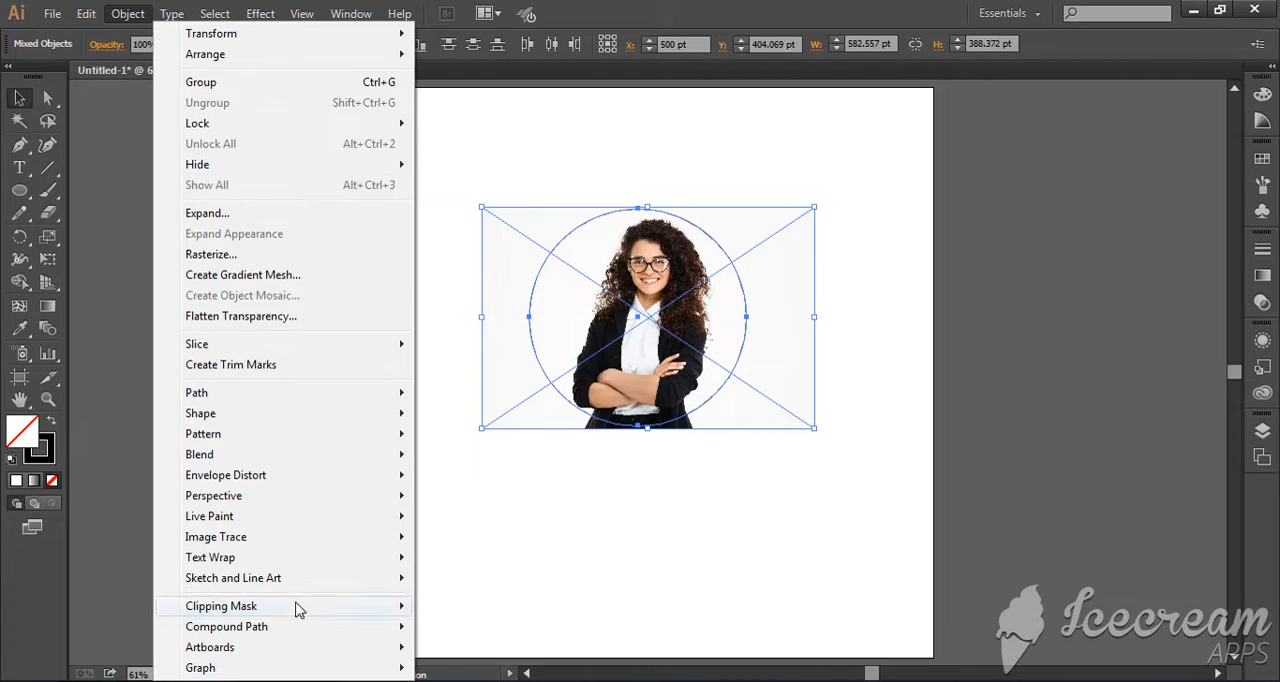 Ai File Edit Object Type Select Effect View Window Help Br Essentials
Mixed Objects Opacity: 100% X: 500 pt Y: 404.069 pt W: 582.557 pt H: 388.372 pt
Untitled-1* @ 6
Transform
Arrange
Group Ctrl+G
Ungroup Shift+Ctrl+G
Lock
Unlock All Alt+Ctrl+2
Hide
Show All Alt+Ctrl+3
Expand...
Expand Appearance
Rasterize...
Create Gradient Mesh...
Create Object Mosaic...
Flatten Transparency...
Slice
Create Trim Marks
Path
Shape
Pattern
Blend
Envelope Distort
Perspective
Live Paint
Image Trace
Text Wrap
Sketch and Line Art
Clipping Mask
Compound Path
Artboards
Graph
61%
Icecream
APPS